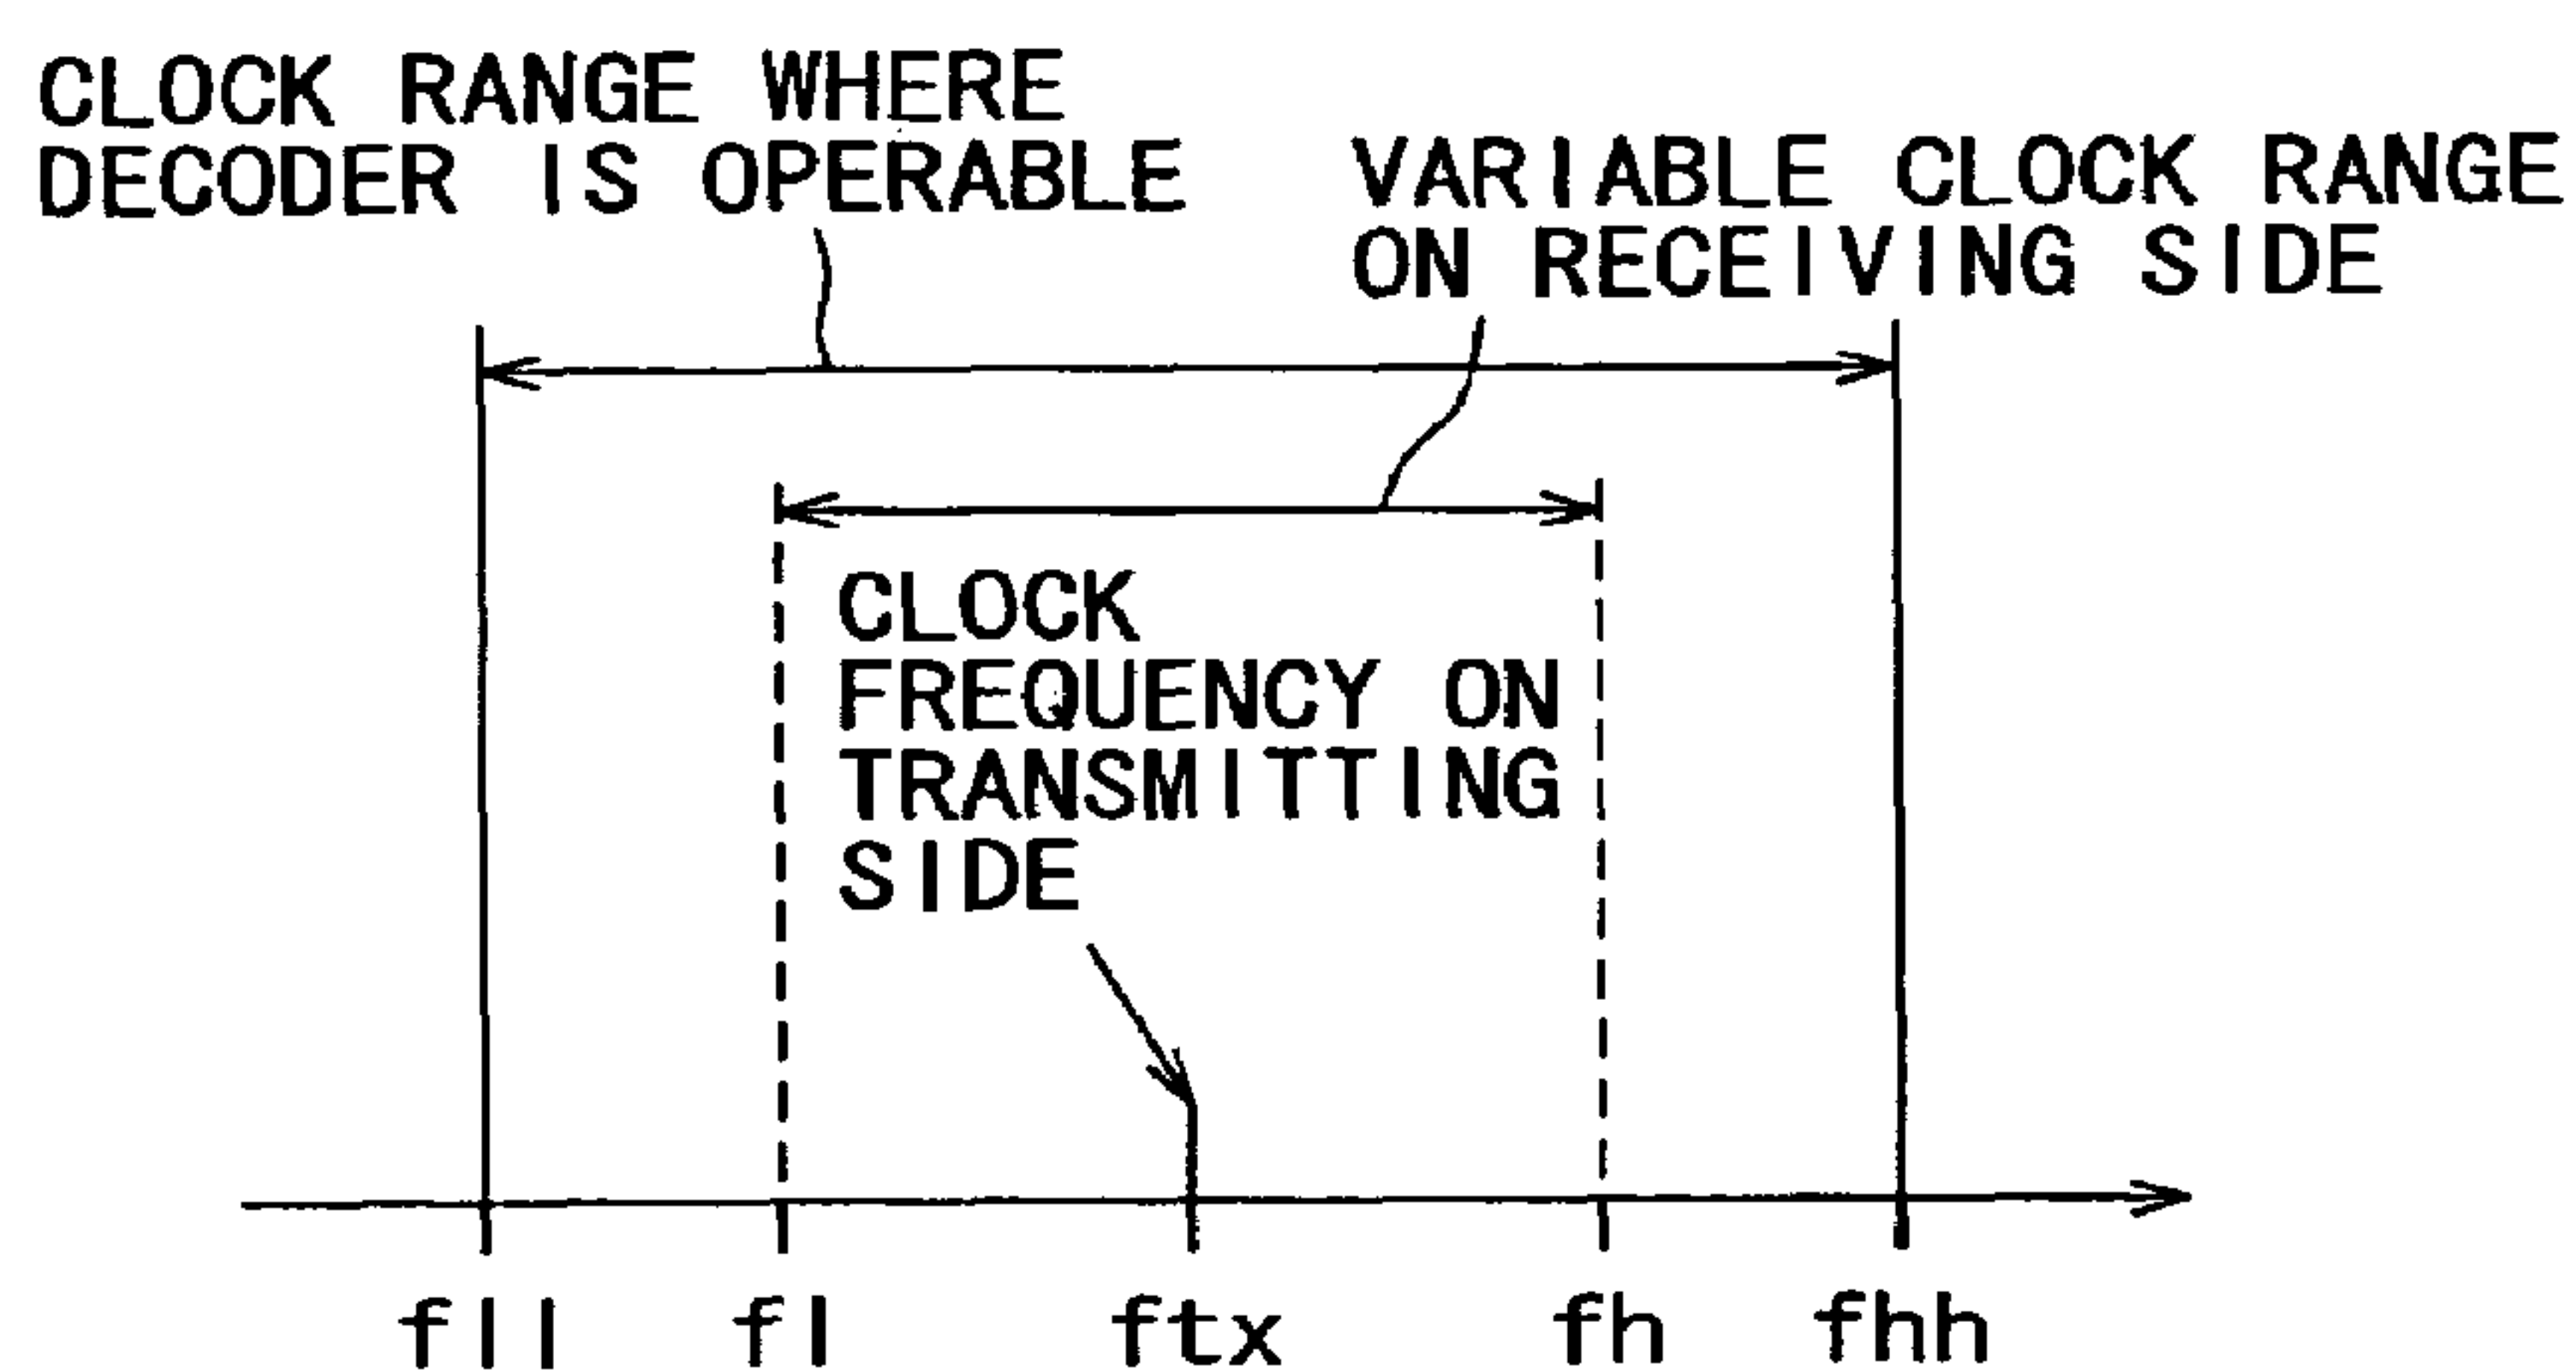 CLOCK RANGE WHERE
DECODER IS OPERABLE
VARIABLE CLOCK RANGE
ON RECEIVING SIDE
CLOCK
FREQUENCY ON
TRANSMITTING
SIDE
fll fl ftx fh fhh